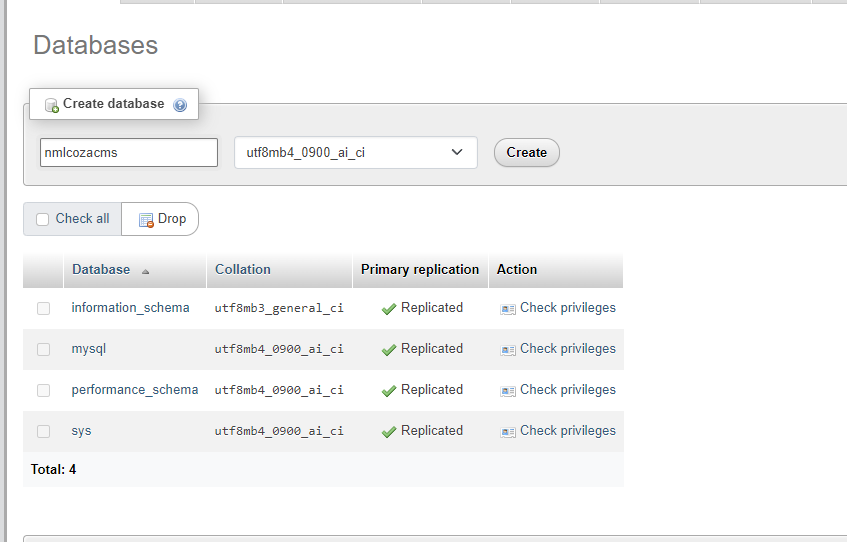 Databases
Create database
nmlcozacms utf8mb4_0900_ai_ci Create
Check all Drop
Database Collation Primary replication Action
information_schema utf8mb3_general_ci Replicated Check privileges
mysql utf8mb4_0900_ai_ci Replicated Check privileges
performance_schema utf8mb4_0900_ai_ci Replicated Check privileges
sys utf8mb4_0900_ai_ci Replicated Check privileges
Total: 4